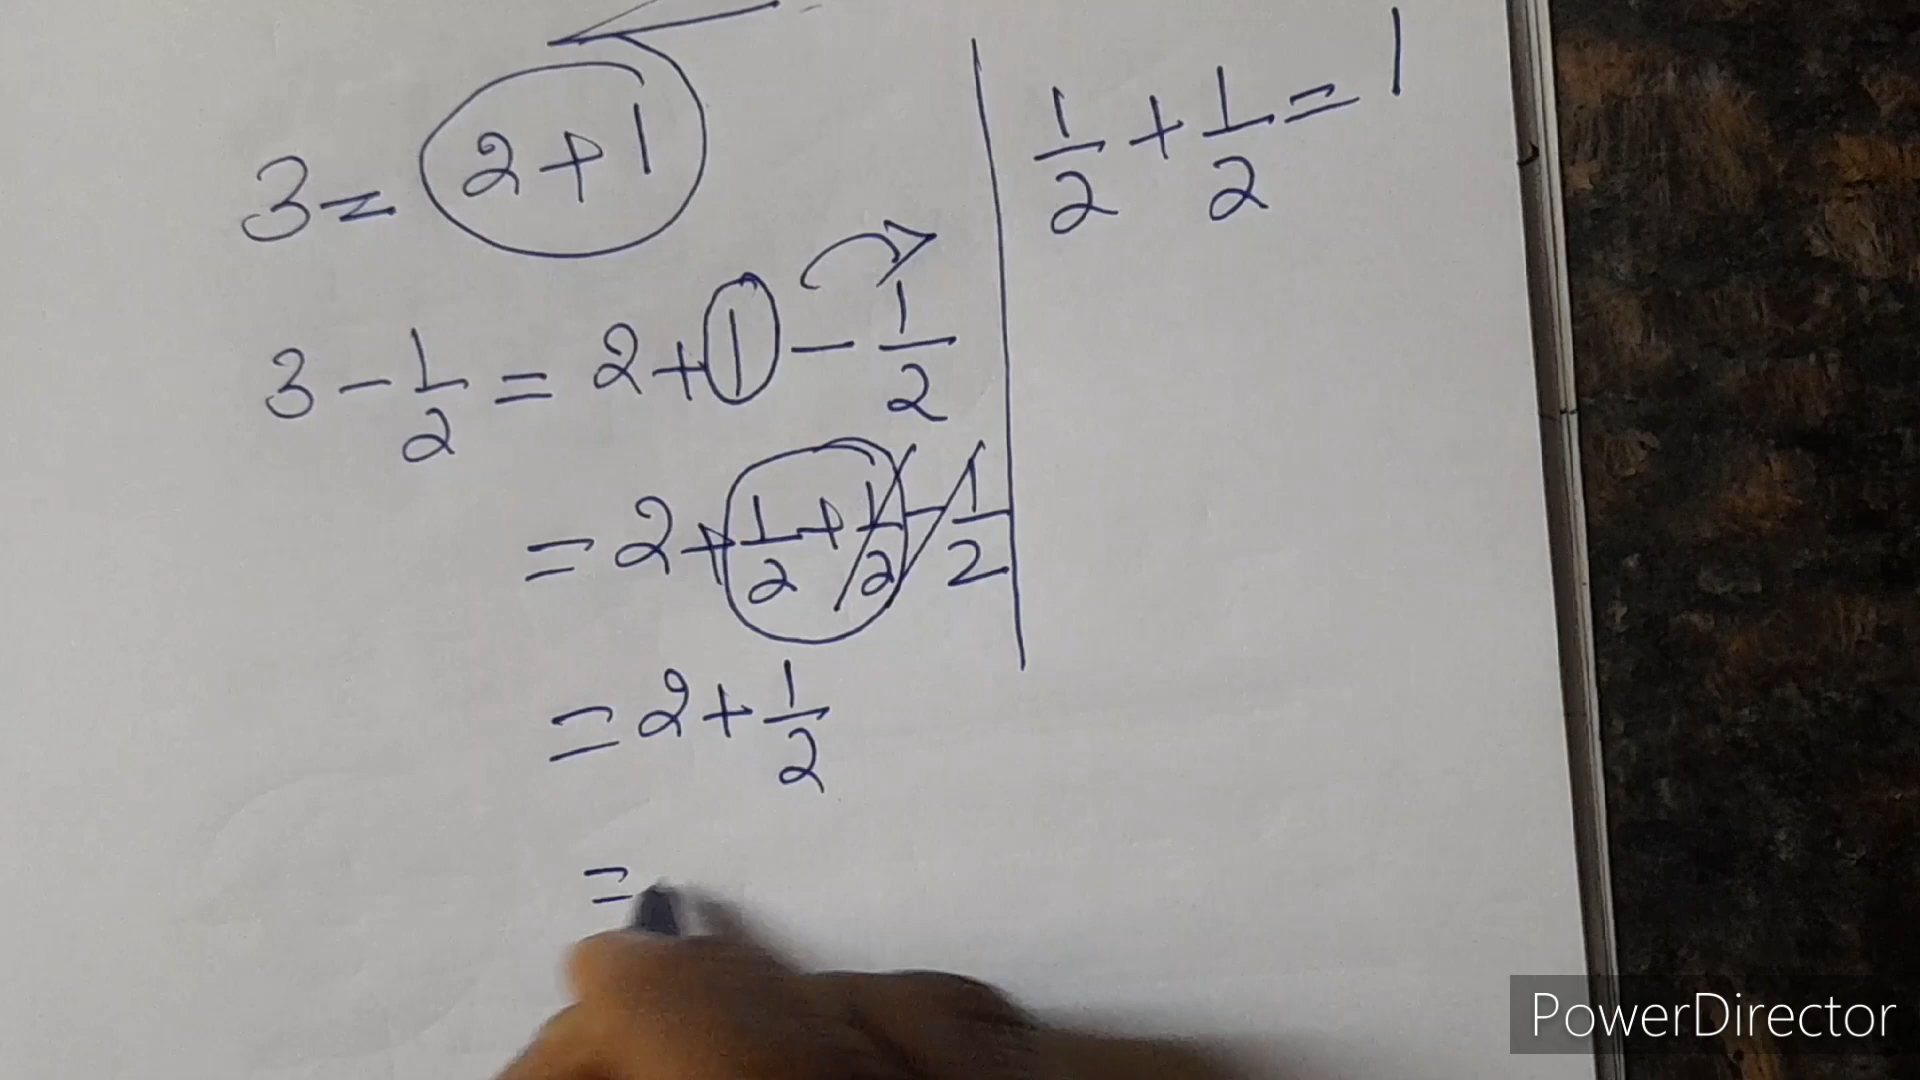 3 = 2+1
3 - 1/2 = 2 + 1 - 1/2
= 2 + 1/2 + 1/2 - 1/2
= 2 + 1/2
=
1/2 + 1/2 = 1
PowerDirector